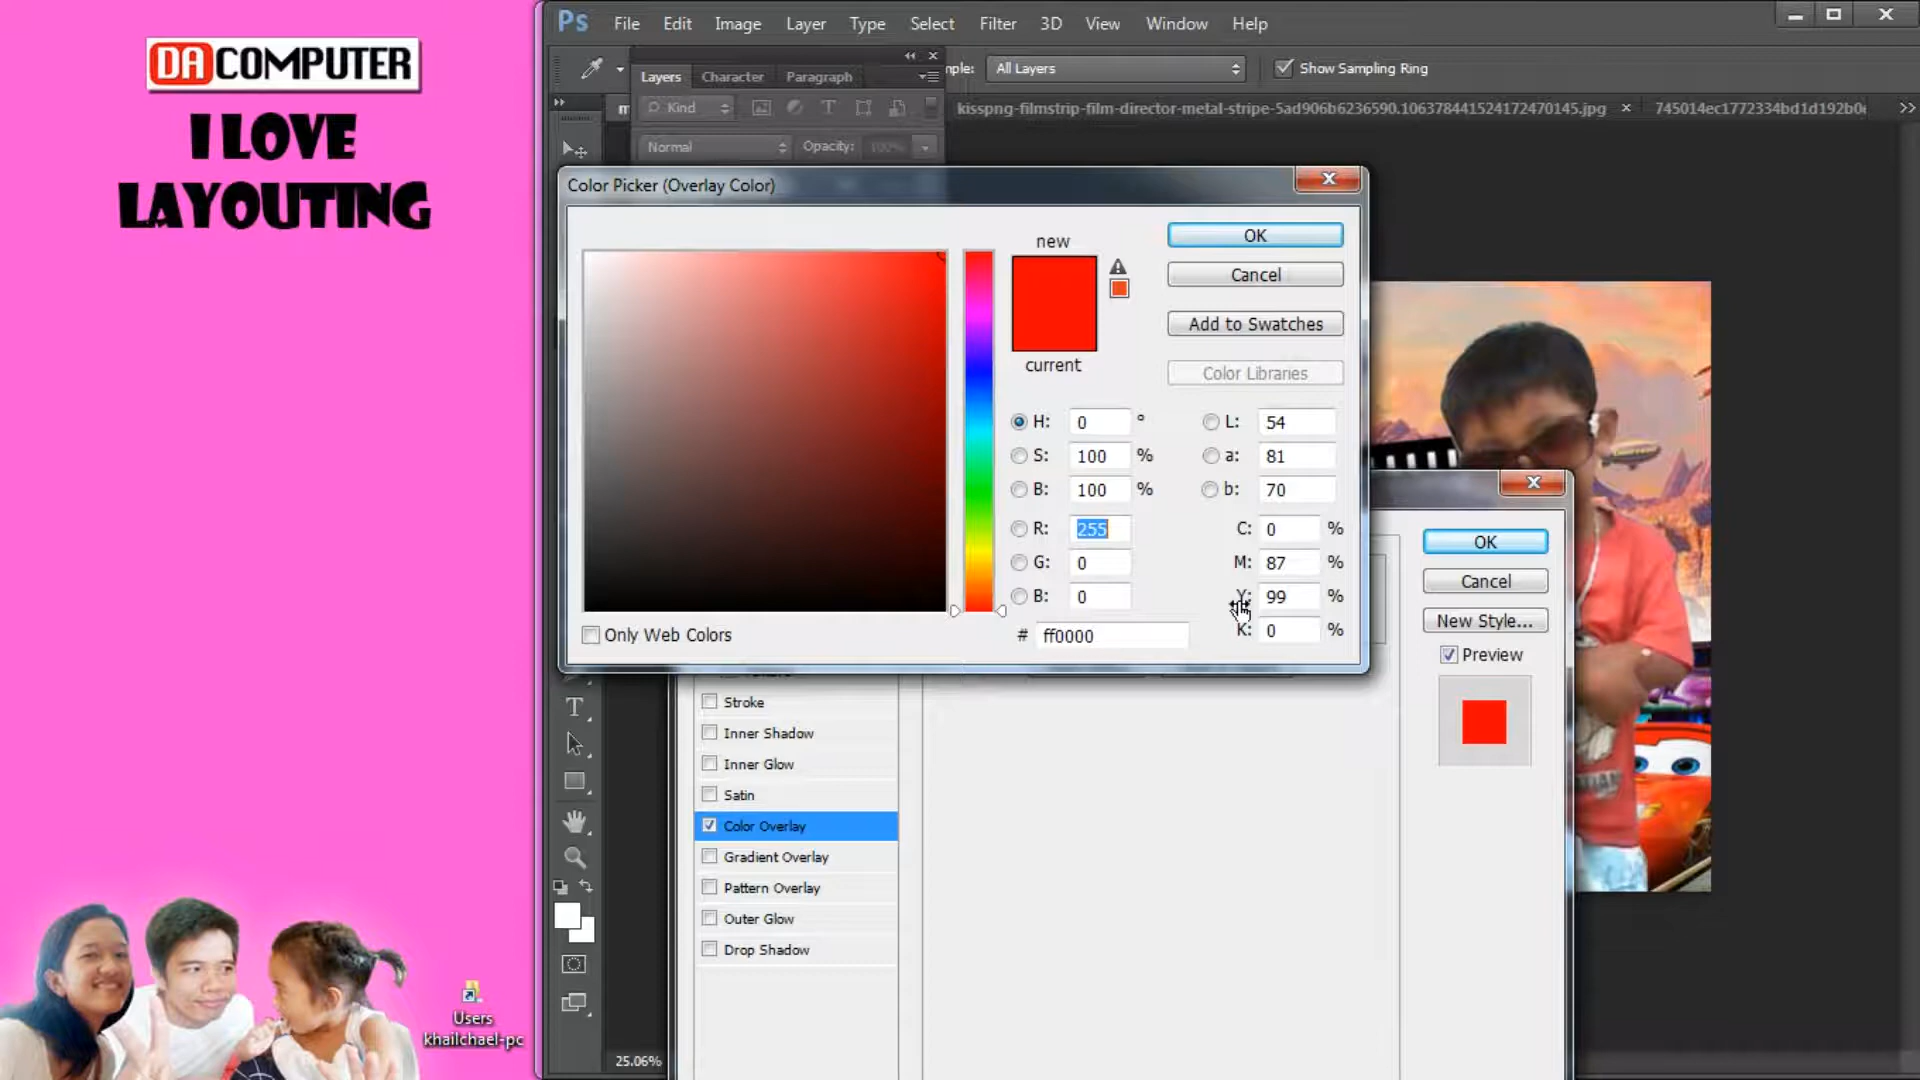 DA COMPUTER
I LOVE
LAYOUTING
Users
khailchael-pc
Ps File Edit Image Layer Type Select Filter 3D View Window Help
All Layers
Show Sampling Ring
Layers Character Paragraph
Kind
Normal Opacity: 100%
kisspng-filmstrip-film-director-metal-stripe-5ad906b6236590.106378441524172470145.jpg ×
Color Picker (Overlay Color)
new
current
OK
Cancel
Add to Swatches
Color Libraries
H: 0 °
S: 100 %
B: 100 %
R: 255
G: 0
B: 0
# ff0000
L: 54
a: 81
b: 70
C: 0 %
M: 87 %
Y: 99 %
K: 0 %
Only Web Colors
Stroke
Inner Shadow
Inner Glow
Satin
Color Overlay
Gradient Overlay
Pattern Overlay
Outer Glow
Drop Shadow
OK
Cancel
New Style...
Preview
25.06%